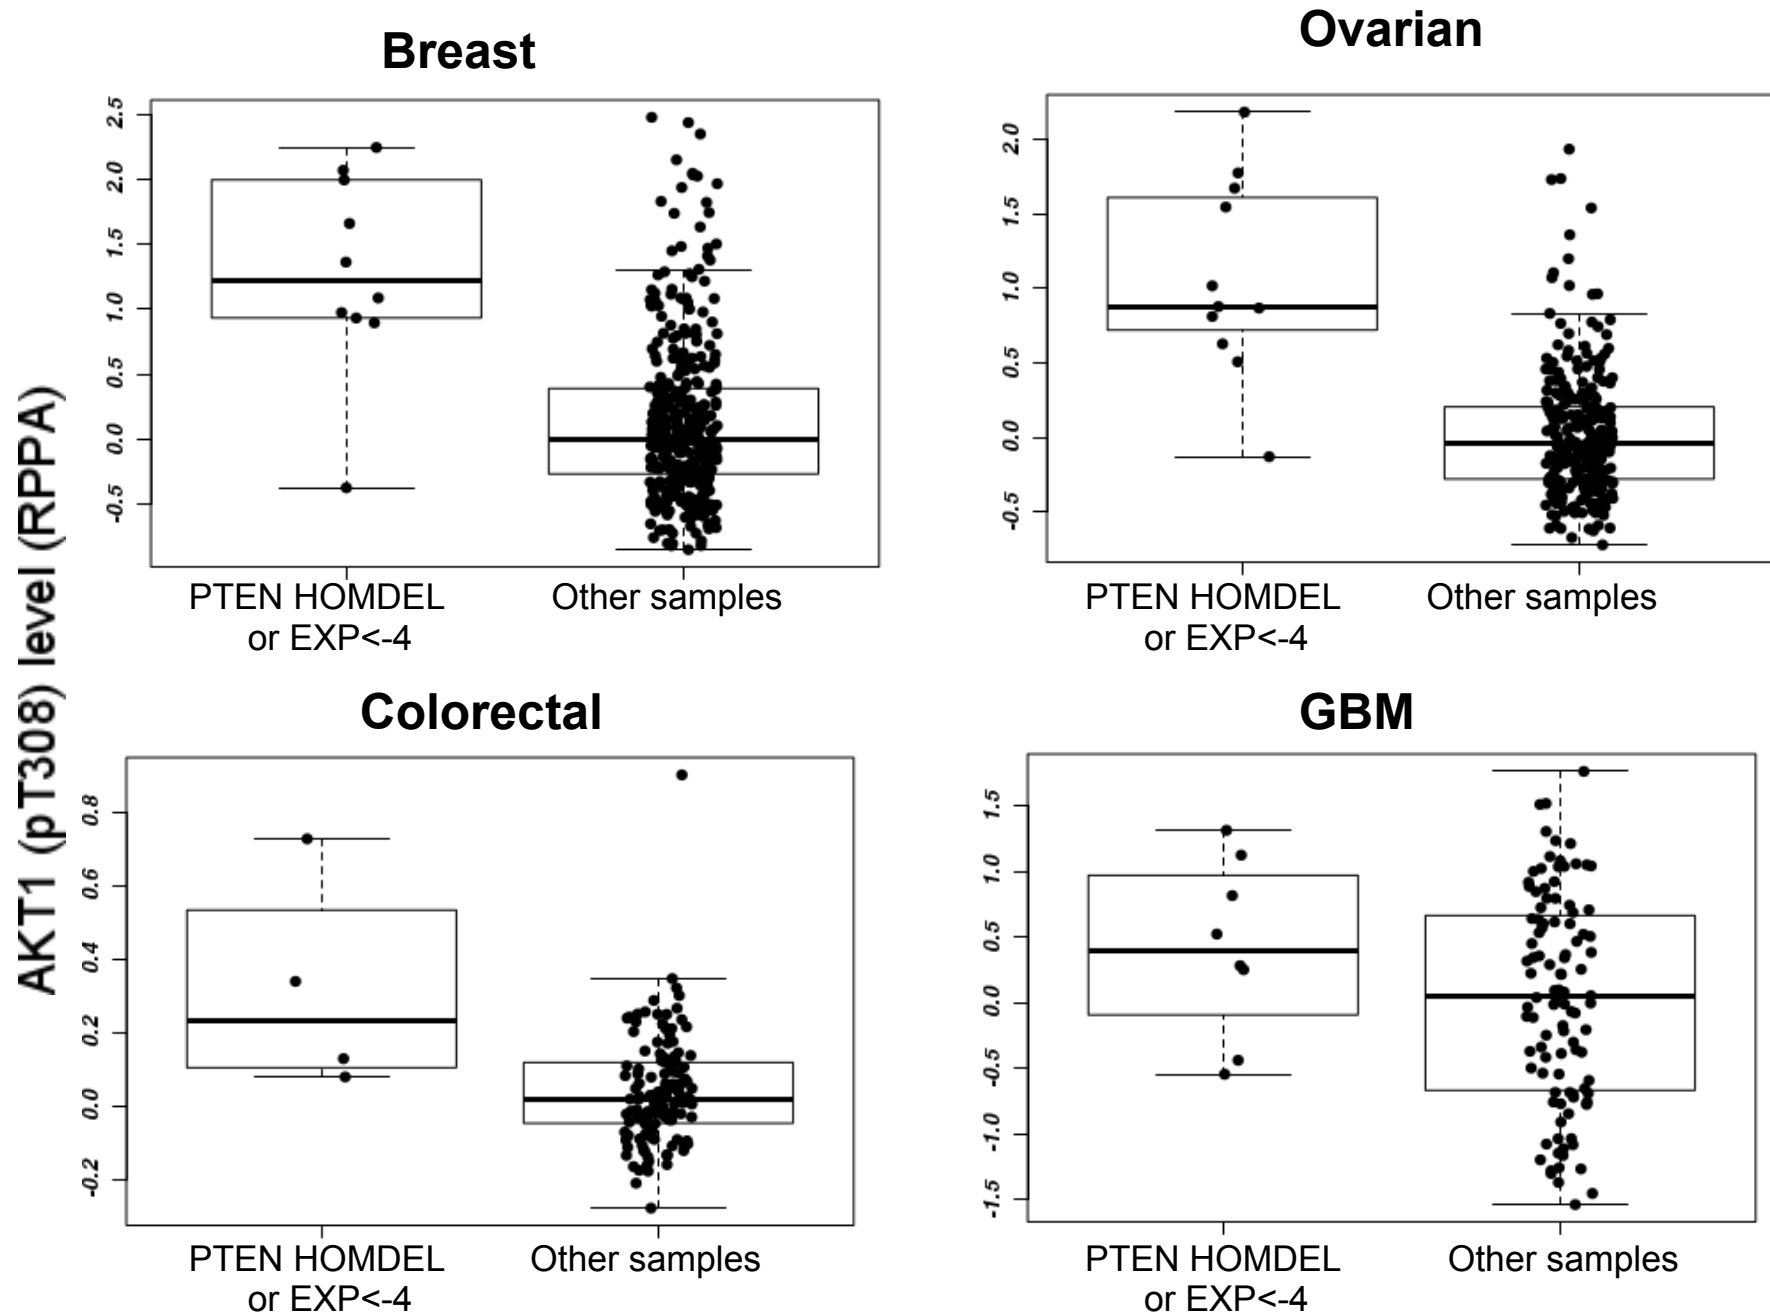 Breast
Ovarian
AKT1 (pT308) level (RPPA)
2.5
2.0
1.5
1.0
0.5
0.0
-0.5
2.0
1.5
1.0
0.5
0.0
-0.5
PTEN HOMDEL
or EXP<-4
Other samples
PTEN HOMDEL
or EXP<-4
Other samples
Colorectal
GBM
0.8
0.6
0.4
0.2
0.0
-0.2
1.5
1.0
0.5
0.0
-0.5
-1.0
-1.5
PTEN HOMDEL
or EXP<-4
Other samples
PTEN HOMDEL
or EXP<-4
Other samples